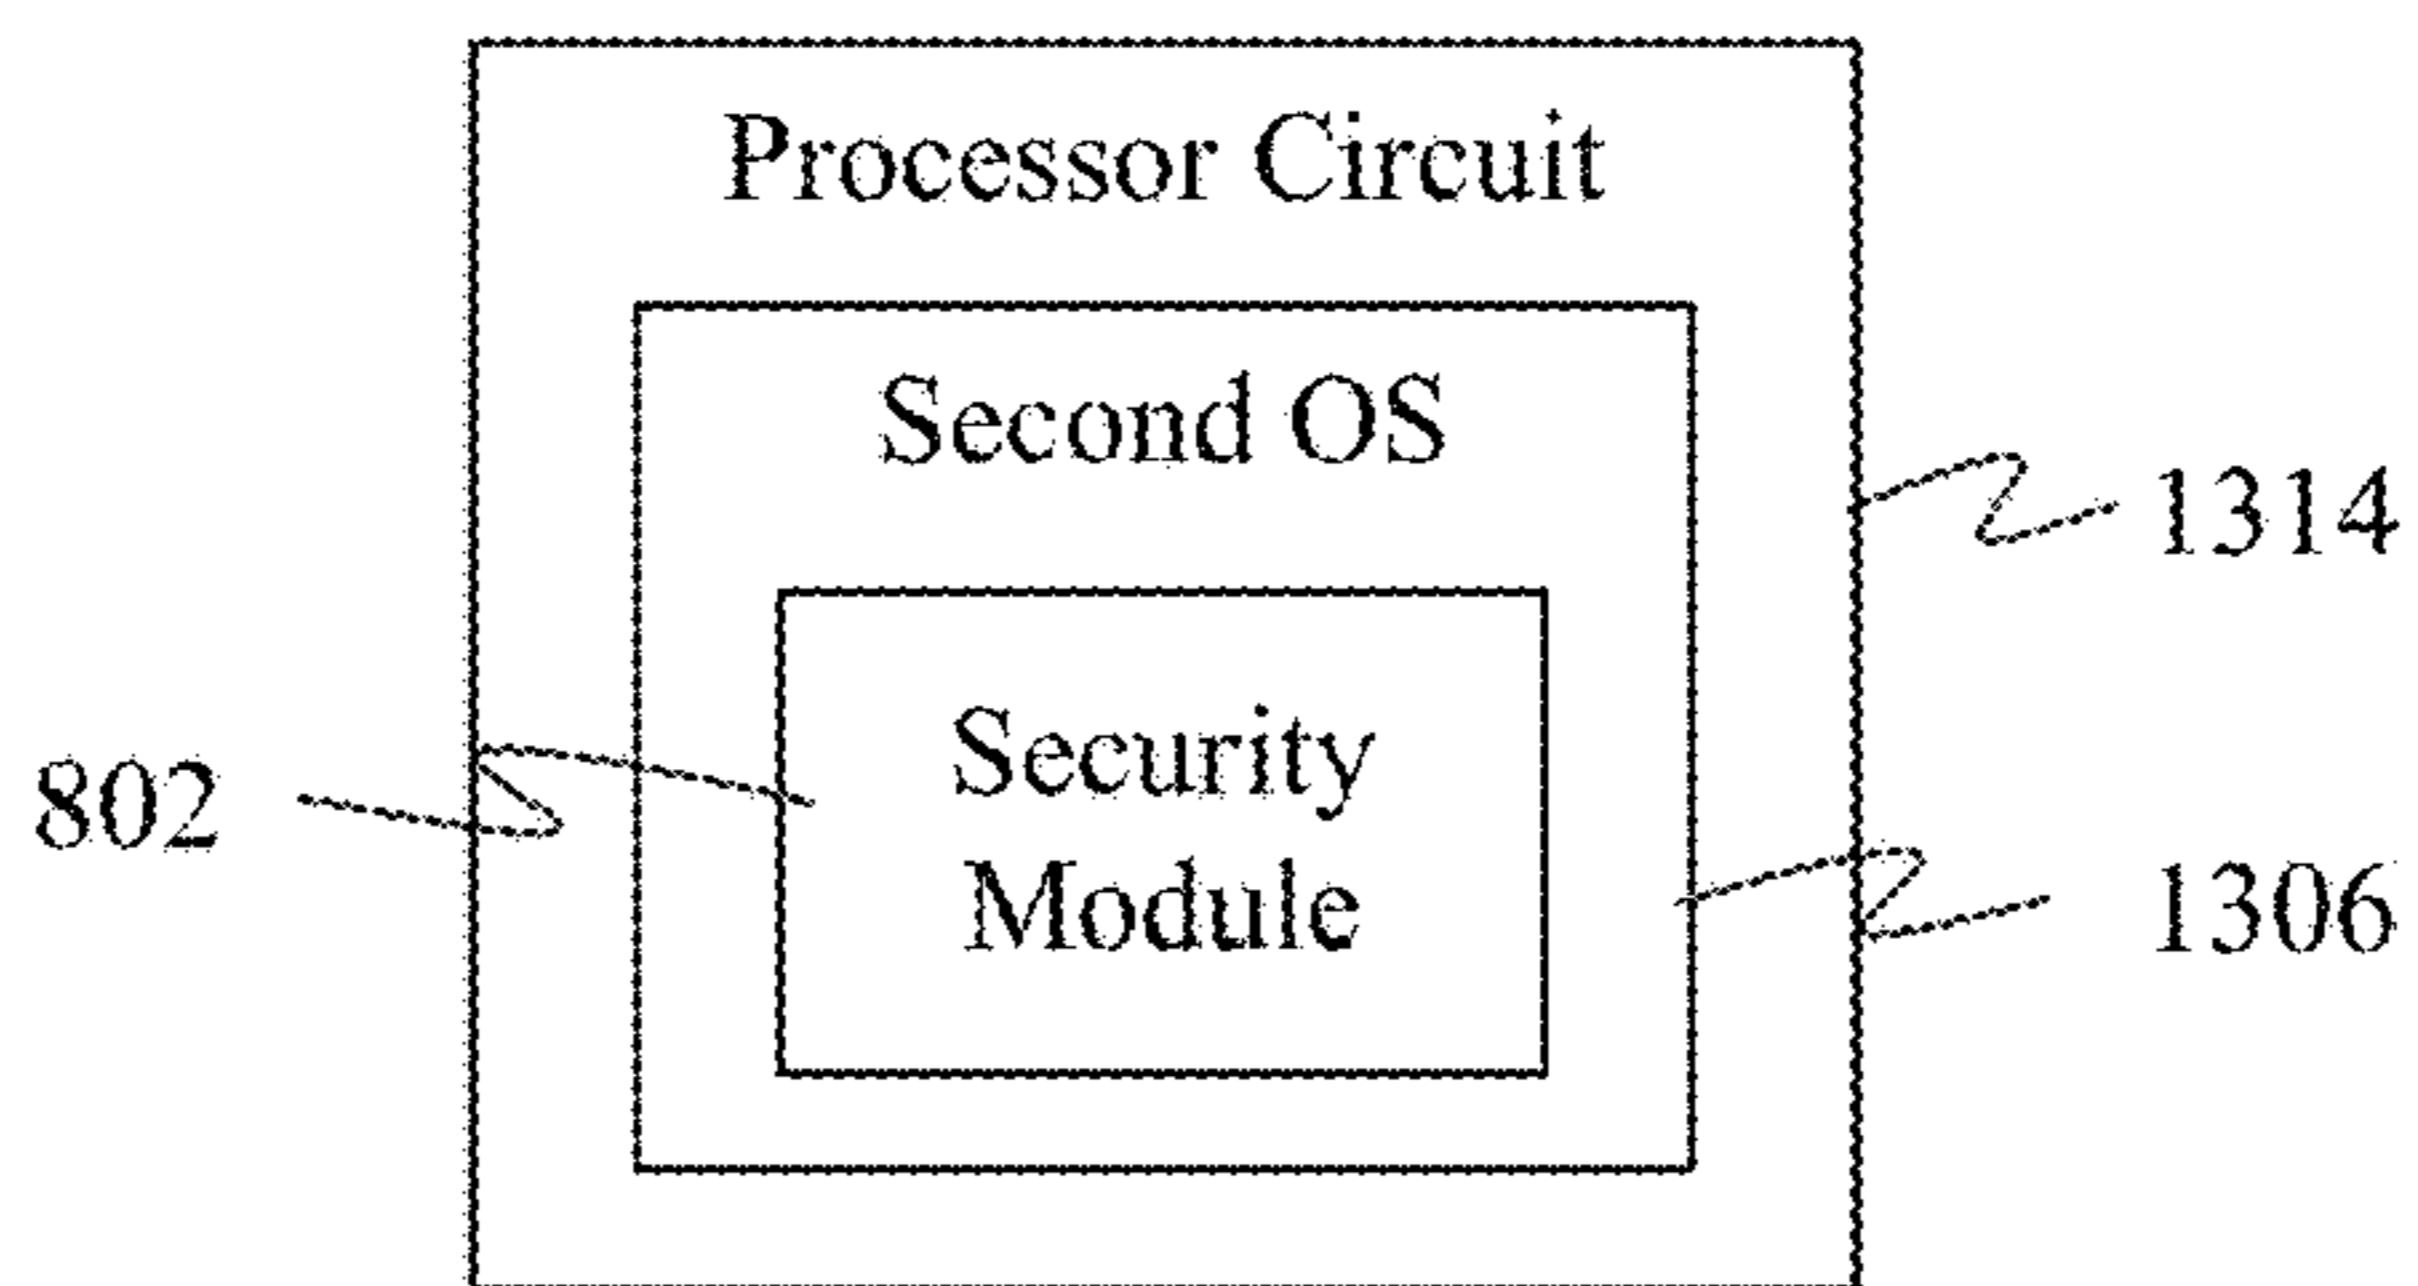 Processor Circuit
Second OS
1314
Security
802
Module
1306